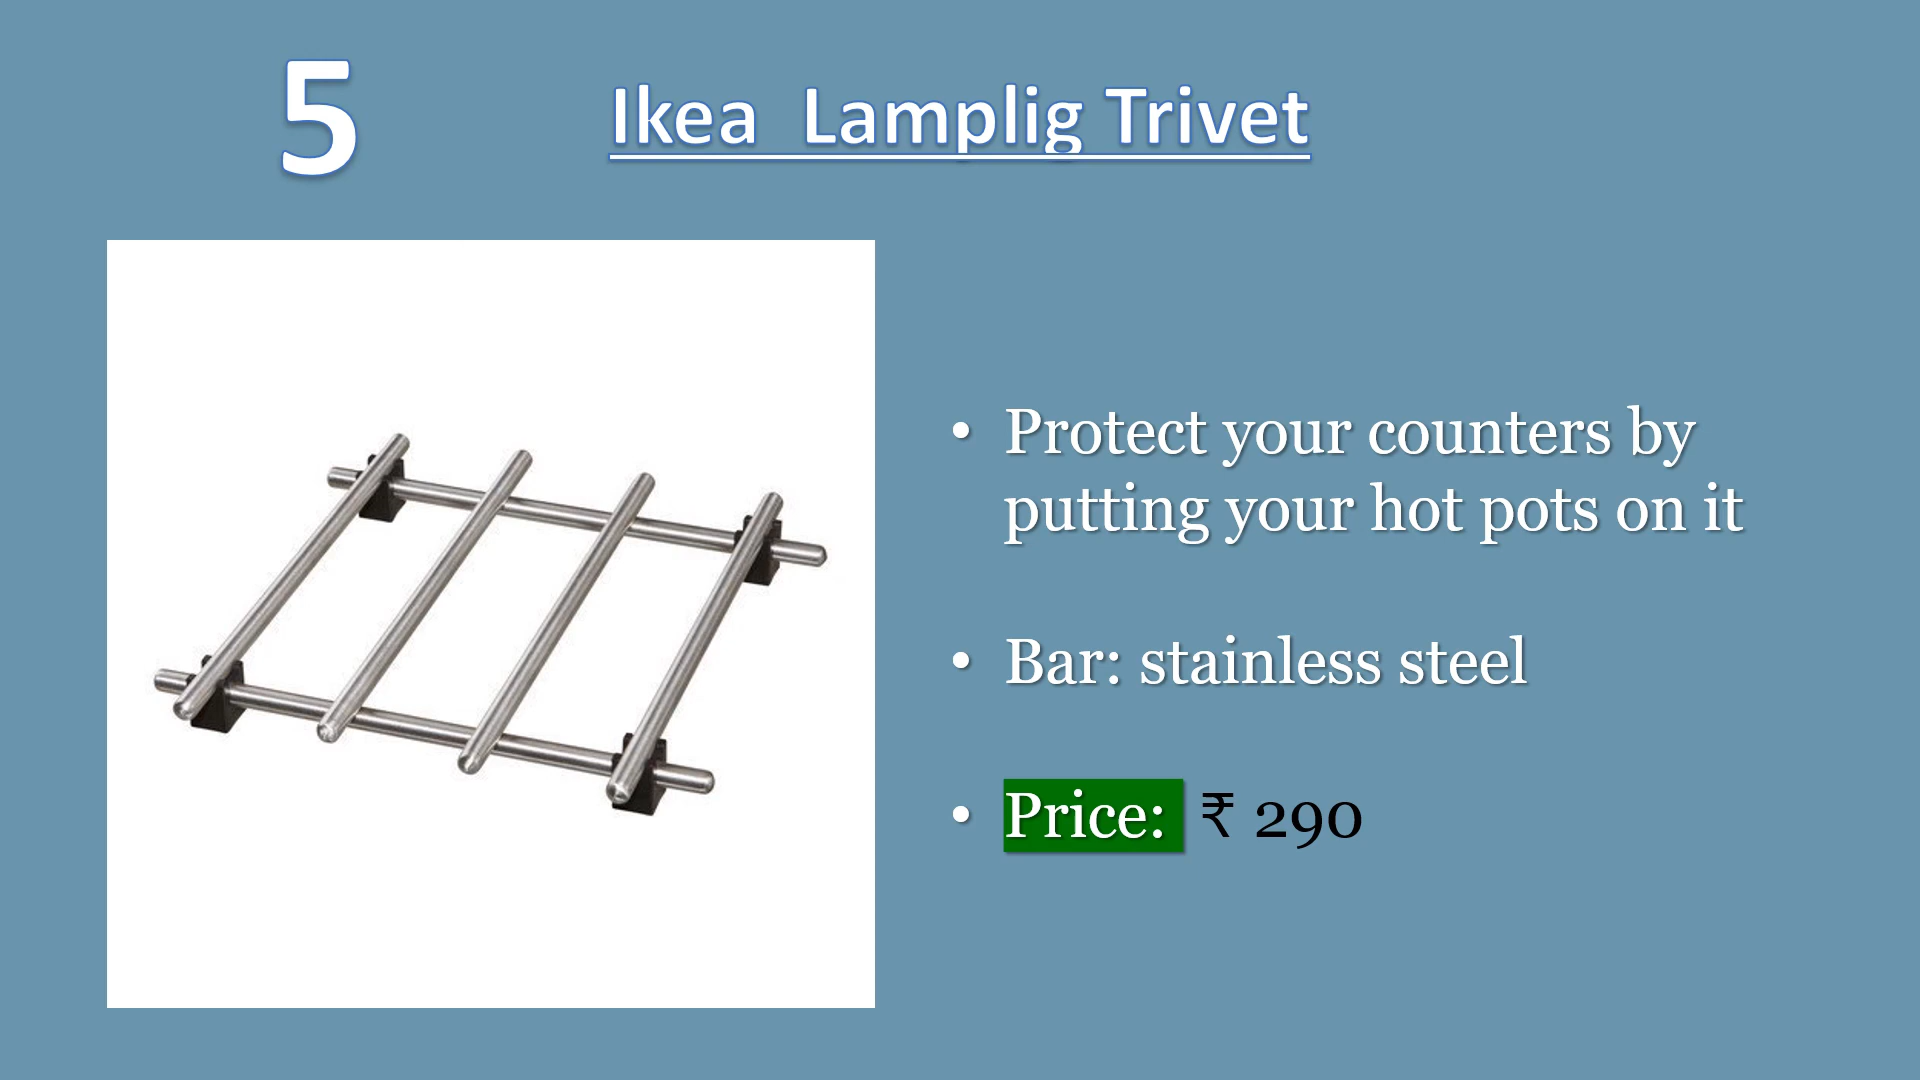 5
Ikea  Lamplig Trivet
• Protect your counters by
putting your hot pots on it
• Bar: stainless steel
• Price: ₹ 290